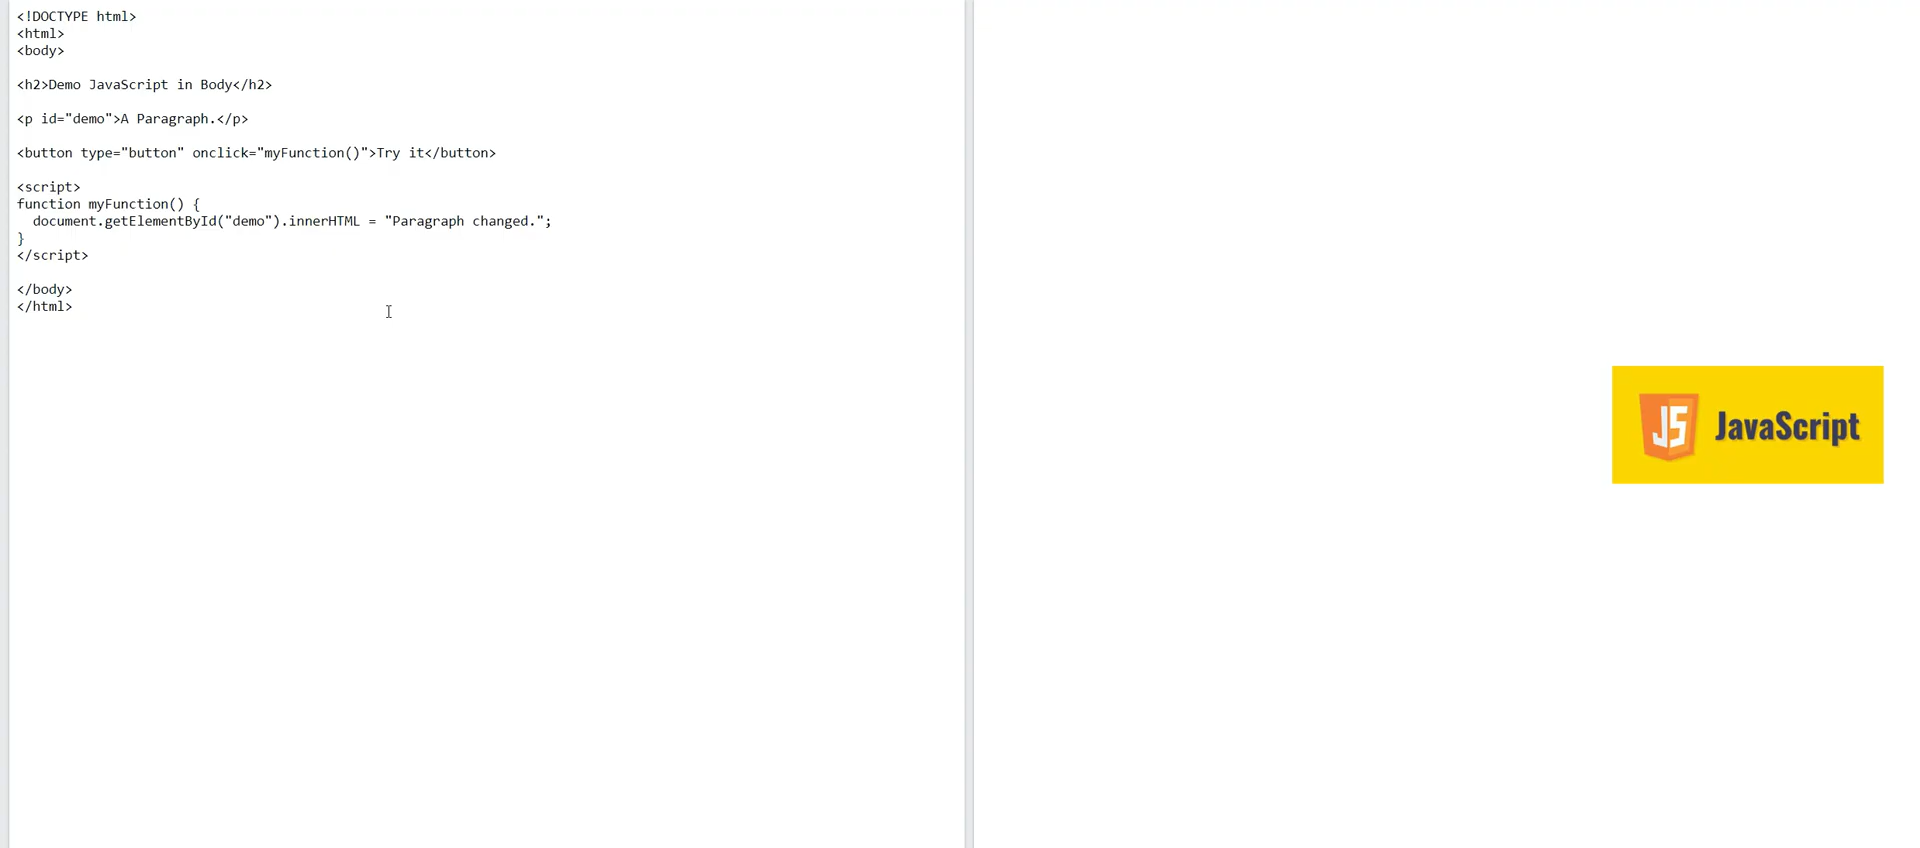 <!DOCTYPE html>
<html>
<body>
<h2>Demo JavaScript in Body</h2>
<p id="demo">A Paragraph.</p>
<button type="button" onclick="myFunction()">Try it</button>
<script>
function myFunction() {
  document.getElementById("demo").innerHTML = "Paragraph changed.";
}
</script>
</body>
</html>
JS JavaScript